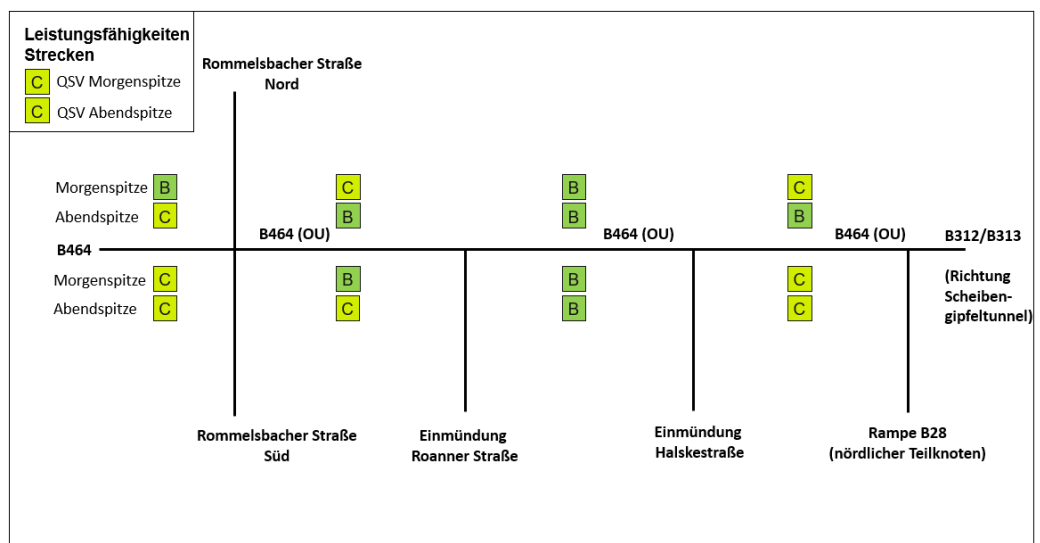 Leistungsfähigkeiten
Strecken
C QSV Morgenspitze
C QSV Abendspitze
Rommelsbacher Straße
Nord
Morgenspitze B C B C
Abendspitze C B B B
B464 B464 (OU) B464 (OU) B464 (OU) B312/B313
Morgenspitze C B B C
Abendspitze C C B C
(Richtung
Scheiben-
gipfeltunnel)
Rommelsbacher Straße
Süd
Einmündung
Roanner Straße
Einmündung
Halskestraße
Rampe B28
(nördlicher Teilknoten)